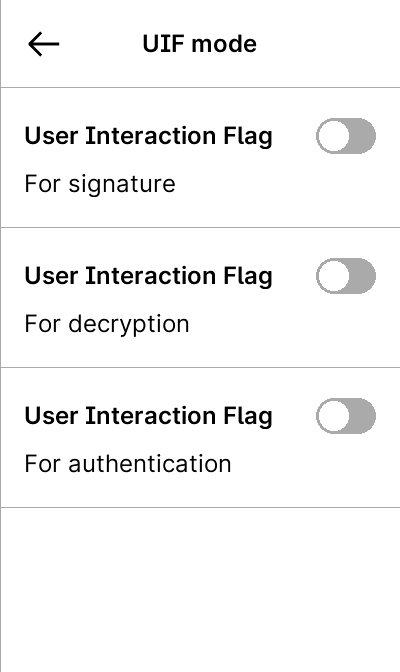 UIF mode
User Interaction Flag
For signature
User Interaction Flag
For decryption
User Interaction Flag
For authentication